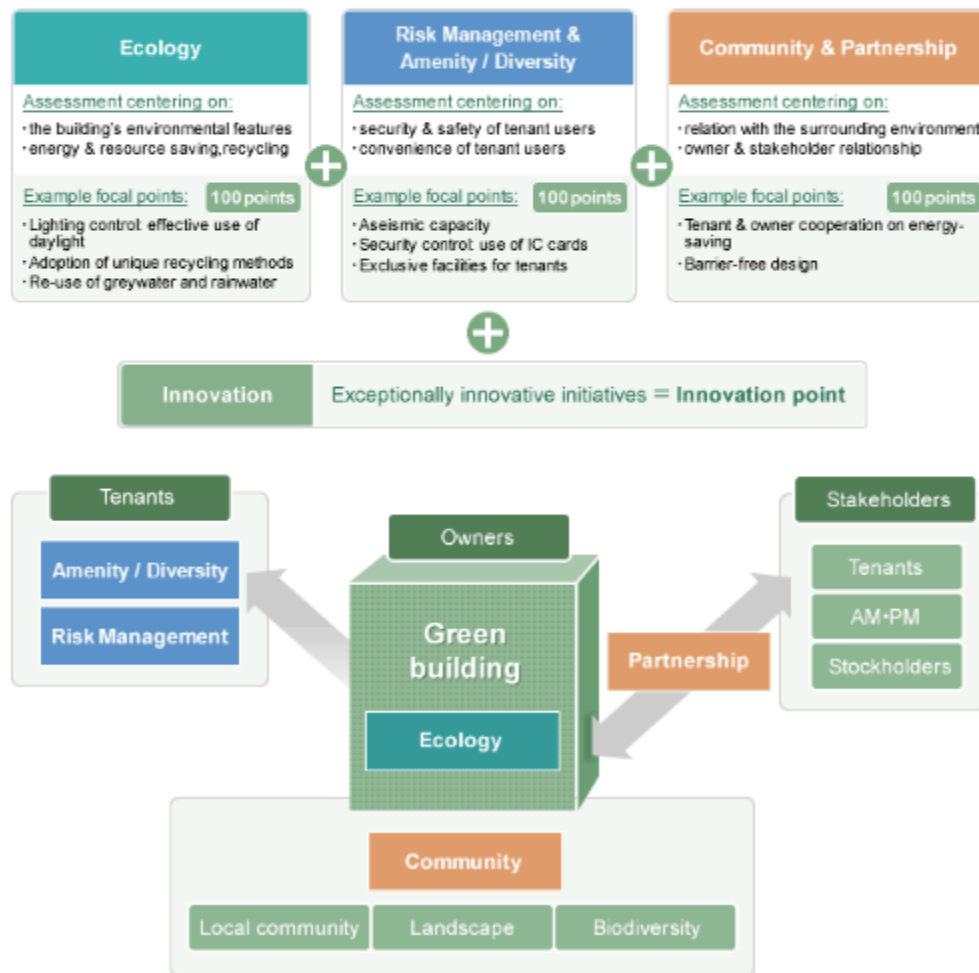 Ecology
Assessment centering on:
・the building's environmental features
・energy & resource saving,recycling
Example focal points:
100 points
・Lighting control: effective use of
daylight
・Adoption of unique recycling methods
・Re-use of greywater and rainwater
Risk Management &
Amenity / Diversity
Assessment centering on:
・security & safety of tenant users
・convenience of tenant users
Example focal points:
100 points
・Aseismic capacity
・Security control: use of IC cards
・Exclusive facilities for tenants
Community & Partnership
Assessment centering on:
・relation with the surrounding environment
・owner & stakeholder relationship
Example focal points:
100 points
・Tenant & owner cooperation on energy-
saving
・Barrier-free design
Innovation
Exceptionally innovative initiatives = Innovation point
Tenants
Amenity / Diversity
Risk Management
Owners
Green
building
Ecology
Partnership
Stakeholders
Tenants
AM・PM
Stockholders
Community
Local community
Landscape
Biodiversity